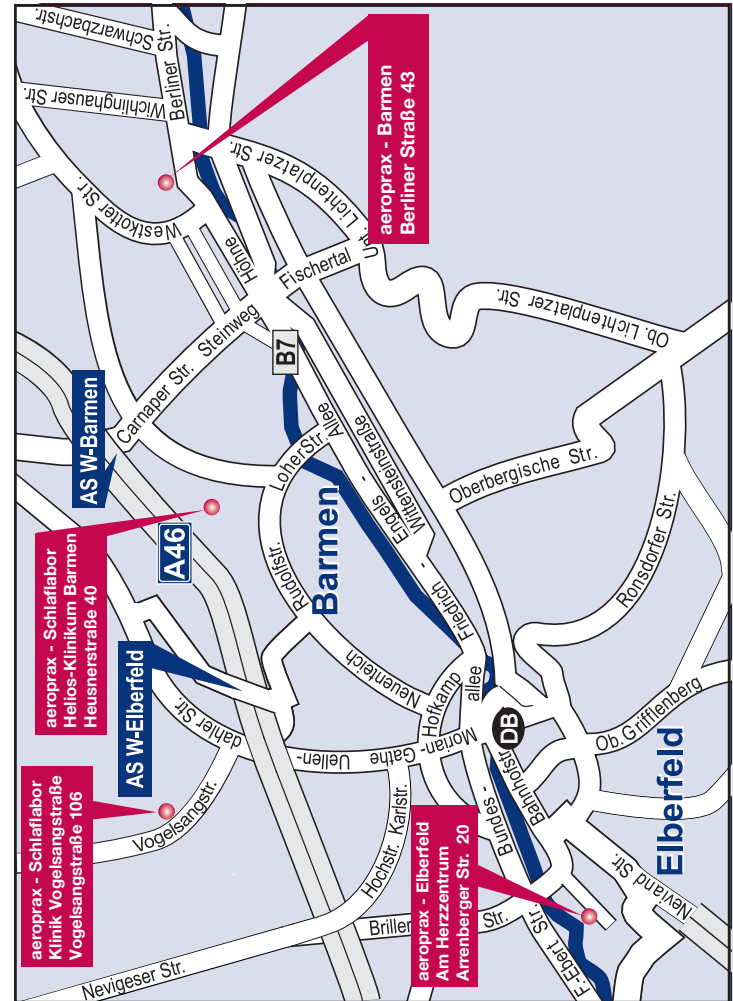 Schwarzbachstr.
Wichlinghauser Str.
Berliner Str.
aeroprax - Barmen
Berliner Straße 43
Westkotter Str.
Unt. Lichtenplatzer Str.
Höhne
Fischertal
Ob. Lichtenplatzer Str.
Carnaper Str.
Steinweg
B7
AS W-Barmen
Loher Str.
Allee
Engels -
Friedrich -
Wittensteinstraße
Oberbergische Str.
Barmen
A46
aeroprax - Schlaflabor
Helios-Klinikum Barmen
Heusnerstraße 40
Rudolfstr.
Ronsdorfer Str.
AS W-Elberfeld
Neuenteich
Hofkamp
allee
Bundes -
Morian-
Gathe
Uellen-
dahler Str.
DB
Bahnhofstr.
Ob. Grifflenberg
Elberfeld
aeroprax - Schlaflabor
Klinik Vogelsangstraße
Vogelsangstraße 106
Vogelsangstr.
Hochstr.
Karlstr.
aeroprax - Elberfeld
Am Herzzentrum
Arrenberger Str. 20
Briller
Str.
Nevigeser Str.
F.-Ebert Str.
Neviand Str.